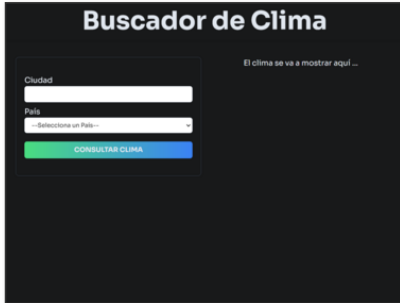 Buscador de Clima
Ciudad
País
--Selecciona un País--
CONSULTAR CLIMA
El clima se va a mostrar aquí ...